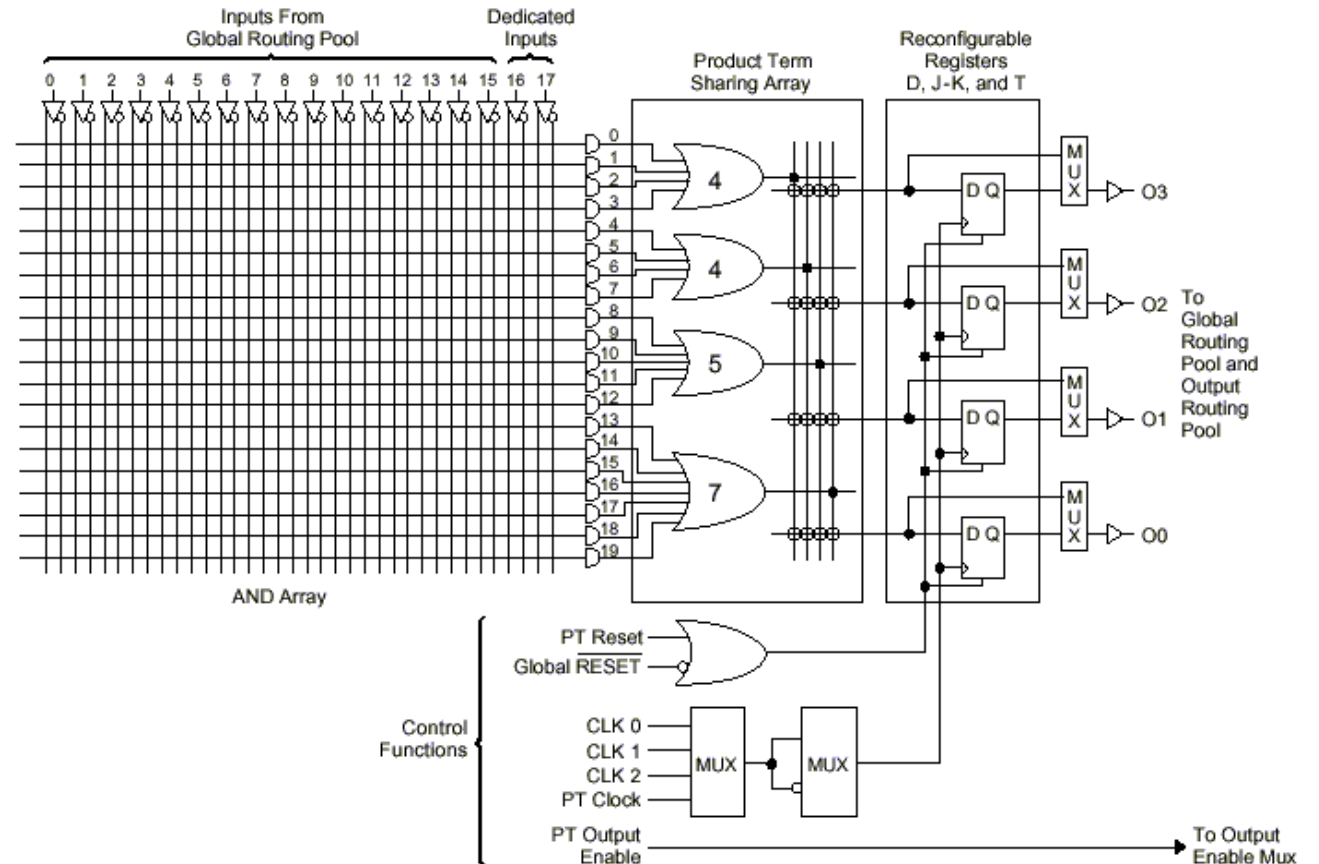 Inputs From
Global Routing Pool
Dedicated
Inputs
0 1 2 3 4 5 6 7 8 9 10 11 12 13 14 15 16 17
Product Term
Sharing Array
Reconfigurable
Registers
D, J-K, and T
0
1
2
3
4
5
6
7
8
9
10
11
12
13
14
15
16
17
18
19
4
4
5
7
D Q
MUX
O3
D Q
MUX
O2
D Q
MUX
O1
D Q
MUX
O0
To
Global
Routing
Pool and
Output
Routing
Pool
AND Array
Control
Functions
PT Reset
Global RESET
CLK 0
CLK 1
CLK 2
PT Clock
MUX
MUX
PT Output
Enable
To Output
Enable Mux